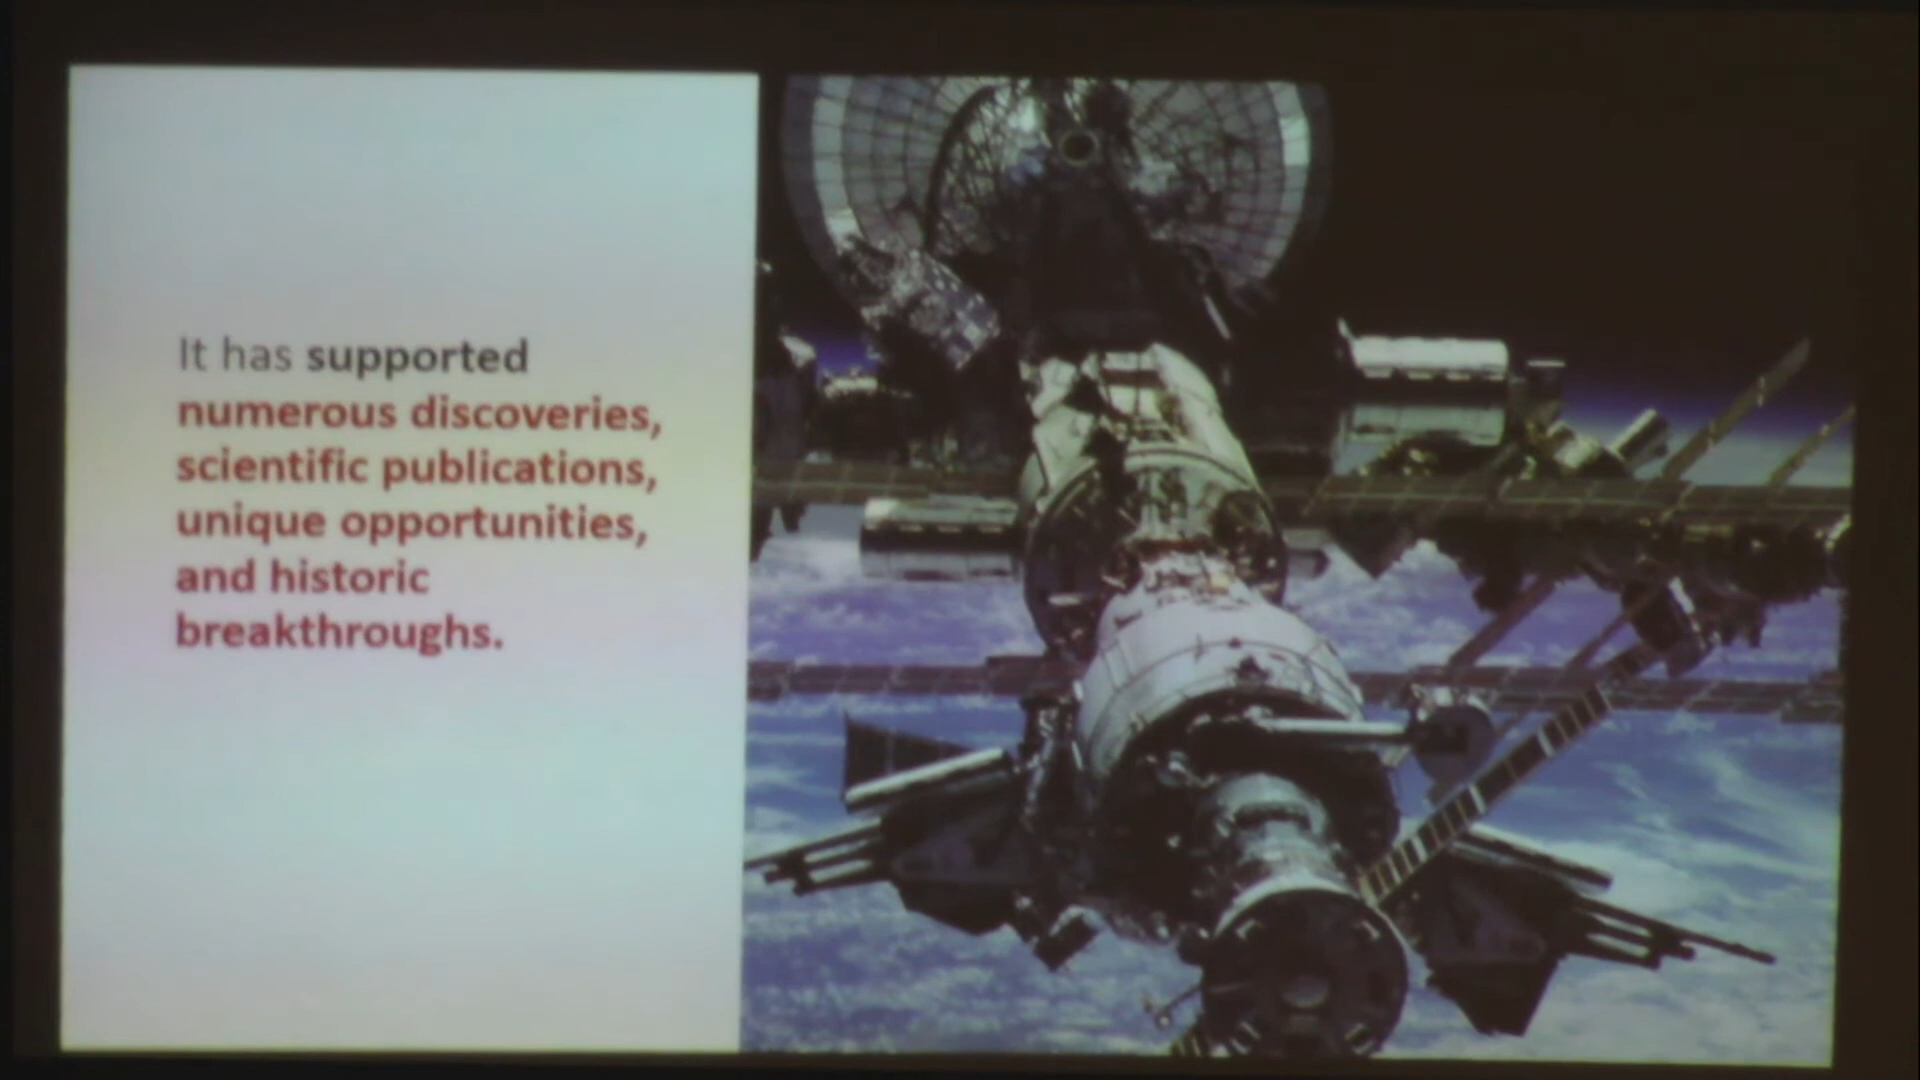 It has supported
numerous discoveries,
scientific publications,
unique opportunities,
and historic
breakthroughs.